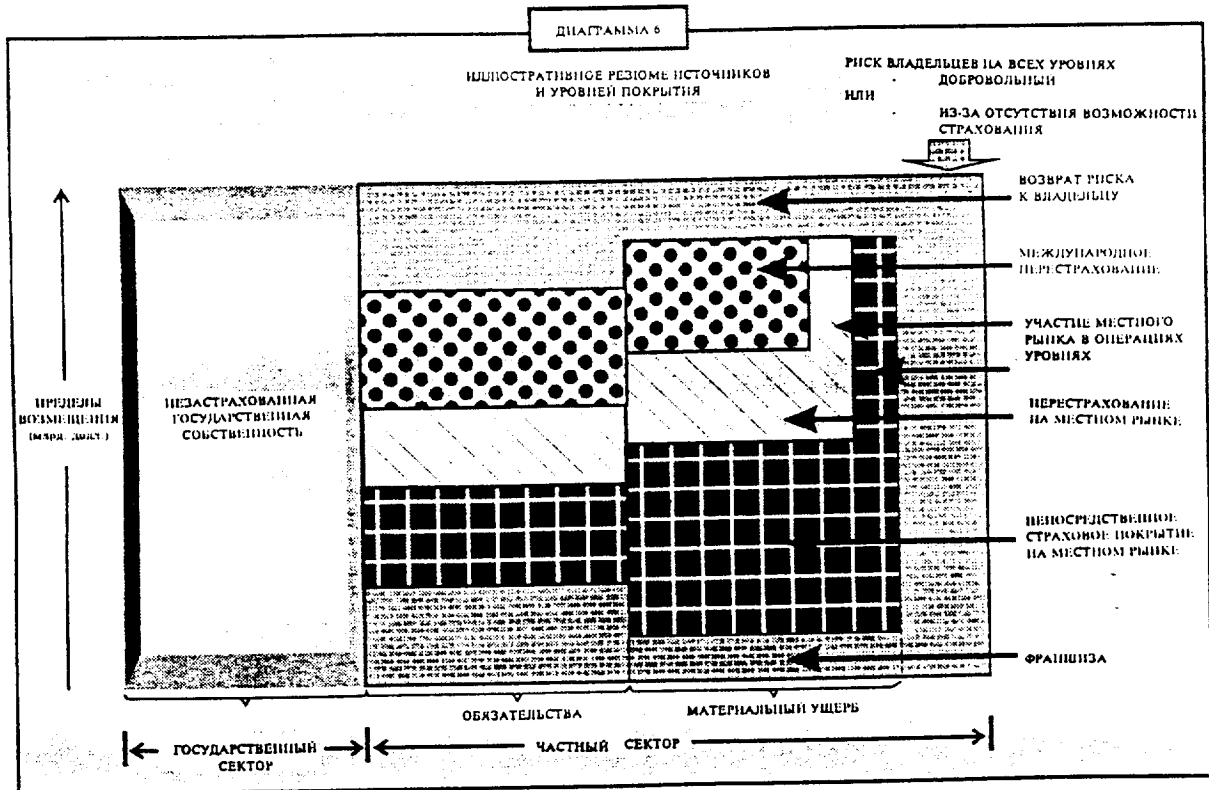 ДИАГРАММА 6
ИЛЛЮСТРАТИВНОЕ РЕЗЮМЕ ИСТОЧНИКОВ
И УРОВНЕЙ ПОКРЫТИЯ
РИСК ВЛАДЕЛЬЦЕВ НА ВСЕХ УРОВНЯХ
ДОБРОВОЛЬНЫЙ
ИЛИ
ИЗ-ЗА ОТСУТСТВИЯ ВОЗМОЖНОСТИ
СТРАХОВАНИЯ
ВОЗВРАТ РИСКА
К ВЛАДЕЛЬЦУ
МЕЖДУНАРОДНОЕ
ПЕРЕСТРАХОВАНИЕ
УЧАСТИЕ МЕСТНОГО
РЫНКА В ОПЕРАЦИЯХ
УРОВНЯХ
ПЕРЕСТРАХОВАНИЕ
НА МЕСТНОМ РЫНКЕ
НЕПОСРЕДСТВЕННОЕ
СТРАХОВОЕ ПОКРЫТИЕ
НА МЕСТНОМ РЫНКЕ
ФРАНШИЗА
ПРЕДЕЛЫ
ВОЗМЕЩЕНИЯ
(млрд. долл.)
НЕЗАСТРАХОВАННАЯ
ГОСУДАРСТВЕННАЯ
СОБСТВЕННОСТЬ
ОБЯЗАТЕЛЬСТВА
МАТЕРИАЛЬНЫЙ УЩЕРБ
ГОСУДАРСТВЕННЫЙ
СЕКТОР
ЧАСТНЫЙ СЕКТОР